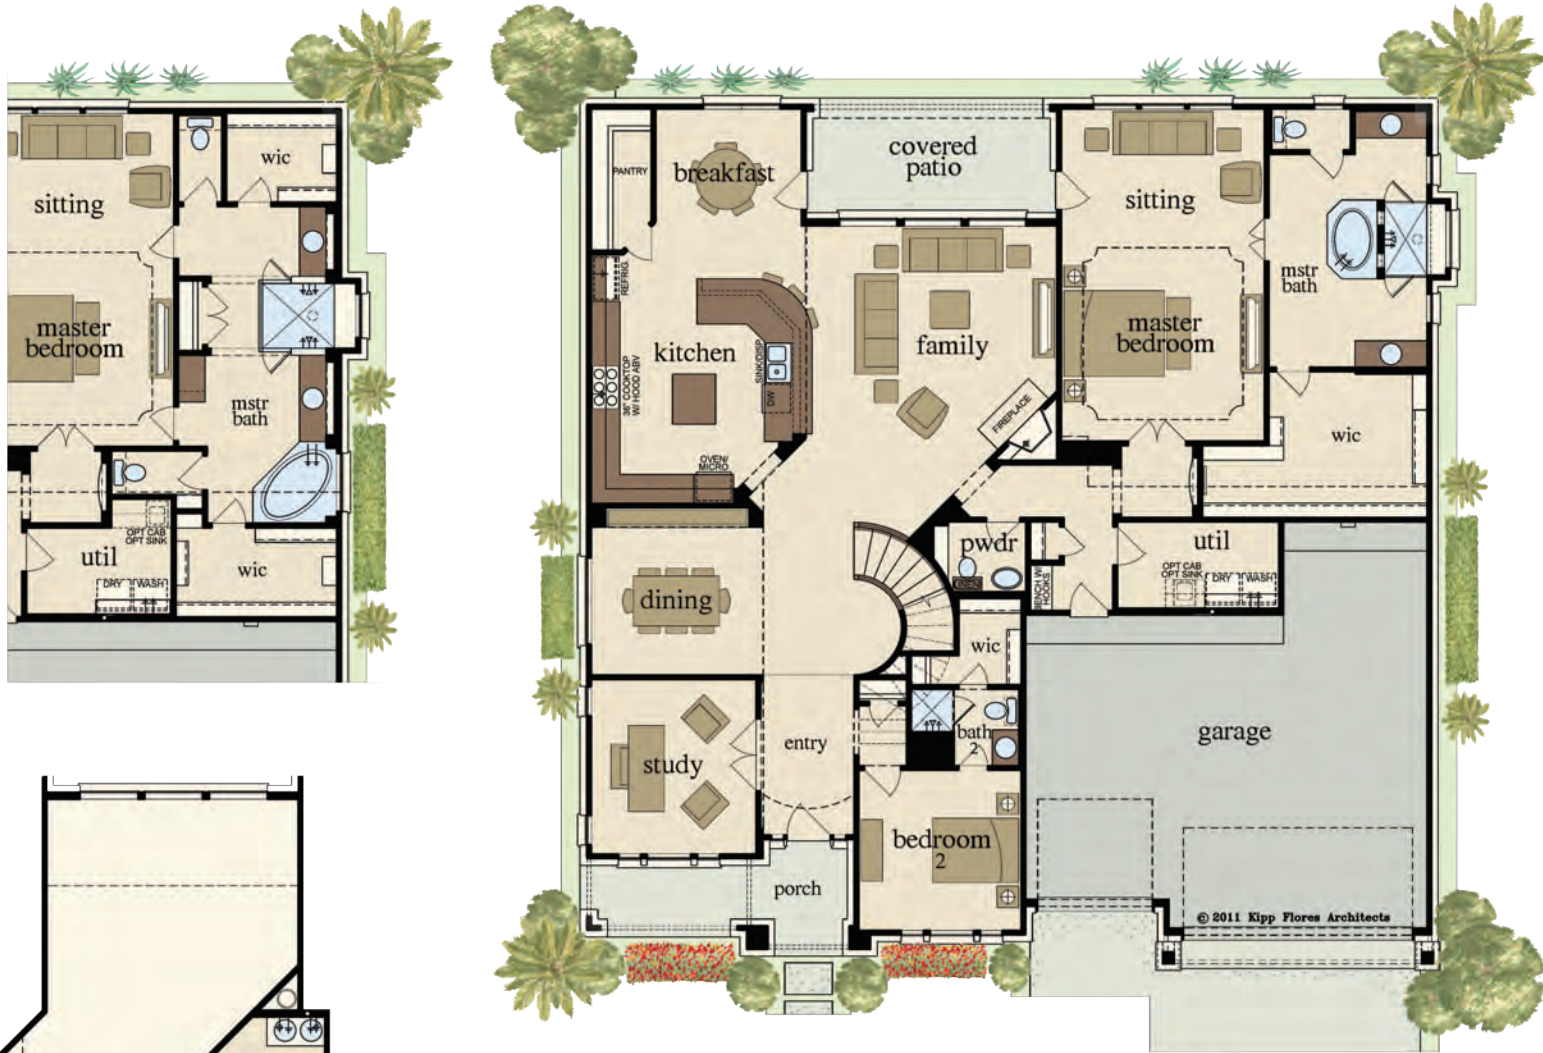 wic
sitting
master
bedroom
mstr
bath
OPT CAB
OPT SINK
util
DRY
WASH
wic
covered
patio
breakfast
PANTRY
sitting
mstr
bath
REFRIG.
kitchen
36" COOKTOP
W/ HOOD ABV
SINK/DISP
DW
OVEN/
MICRO
family
FIREPLACE
master
bedroom
wic
dining
pwdr
BENCH W/
HOOKS
util
OPT CAB
OPT SINK
DRY
WASH
wic
bath
2
study
entry
garage
bedroom
2
porch
© 2011 Kipp Flores Architects